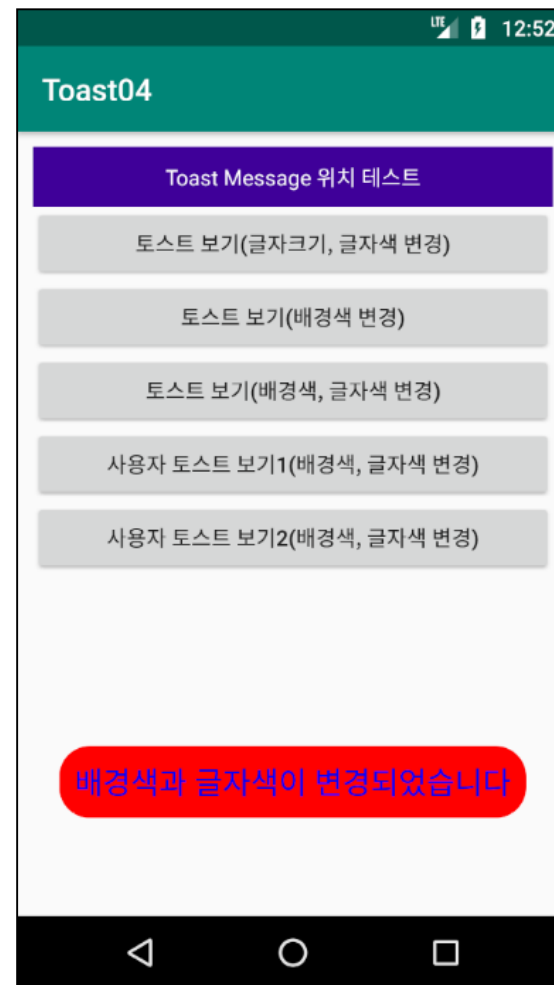 LTE 12:52
Toast04
Toast Message 위치 테스트
토스트 보기(글자크기, 글자색 변경)
토스트 보기(배경색 변경)
토스트 보기(배경색, 글자색 변경)
사용자 토스트 보기1(배경색, 글자색 변경)
사용자 토스트 보기2(배경색, 글자색 변경)
배경색과 글자색이 변경되었습니다